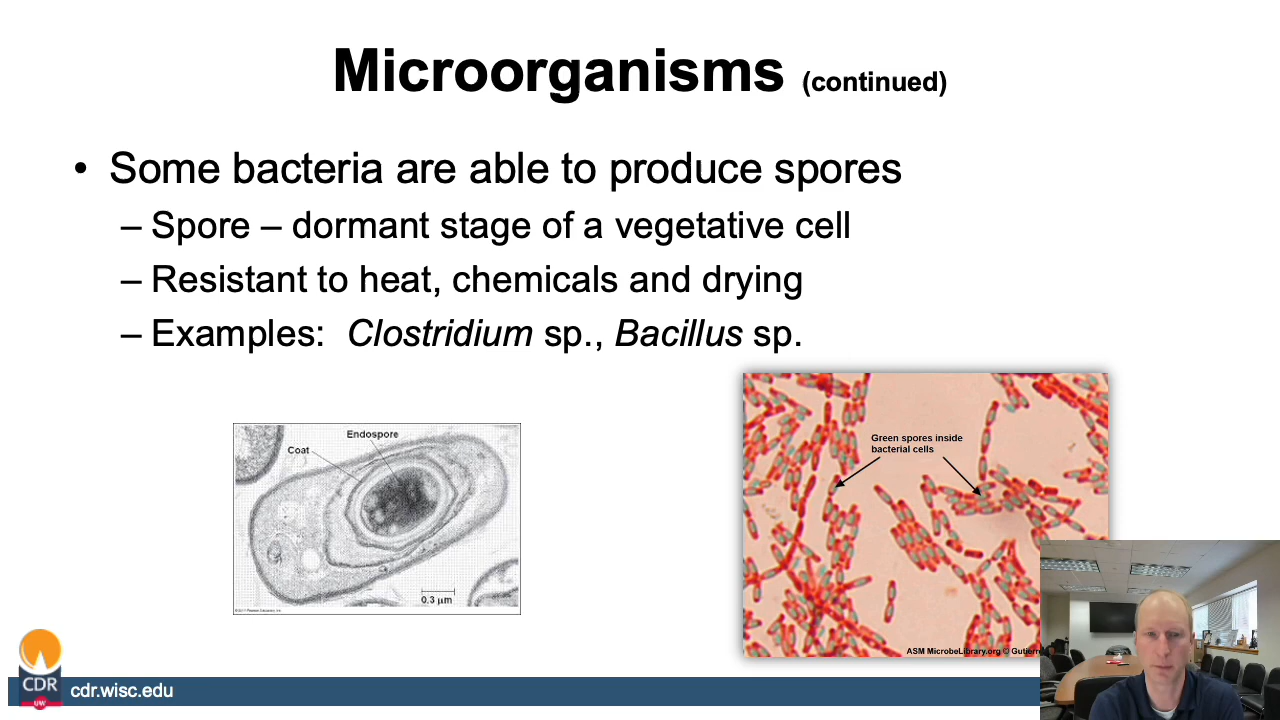 Microorganisms (continued)
• Some bacteria are able to produce spores
– Spore – dormant stage of a vegetative cell
– Resistant to heat, chemicals and drying
– Examples: Clostridium sp., Bacillus sp.
Endospore
Coat
0.3 µm
Green spores inside
bacterial cells
ASM MicrobeLibrary.org ©
CDR
UW
cdr.wisc.edu